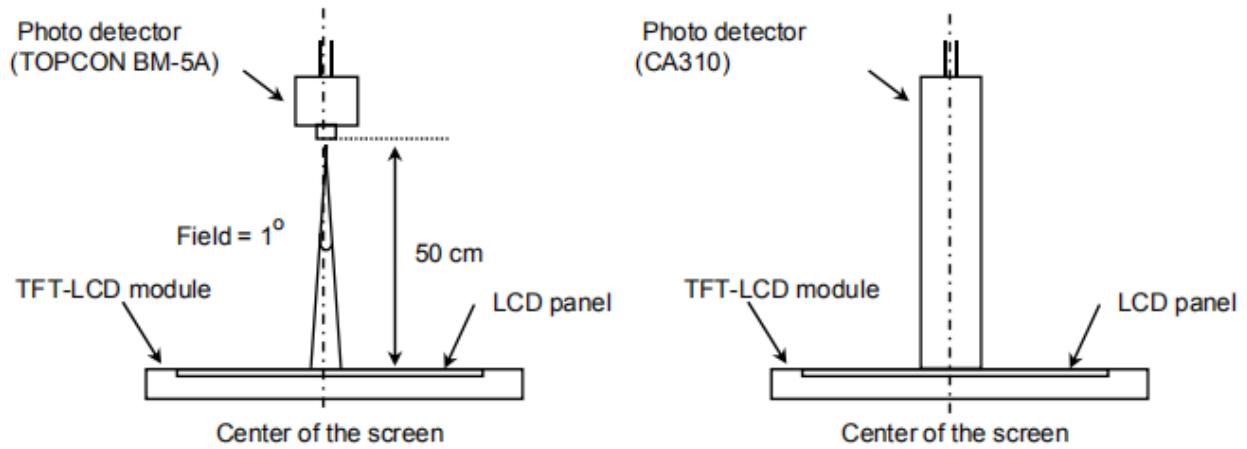 Photo detector
(TOPCON BM-5A)
Field = 1°
50 cm
TFT-LCD module
LCD panel
Center of the screen
Photo detector
(CA310)
TFT-LCD module
LCD panel
Center of the screen